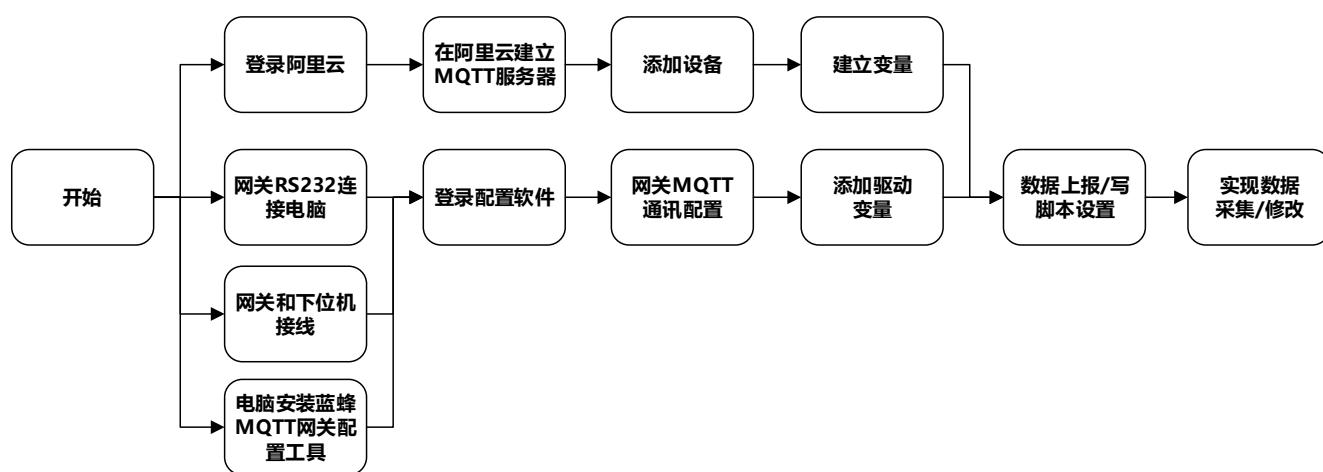 登录阿里云
在阿里云建立
MQTT服务器
添加设备
建立变量
开始
网关RS232连
接电脑
登录配置软件
网关MQTT
通讯配置
添加驱动
变量
数据上报/写
脚本设置
实现数据
采集/修改
网关和下位机
接线
电脑安装蓝蜂
MQTT网关配
置工具